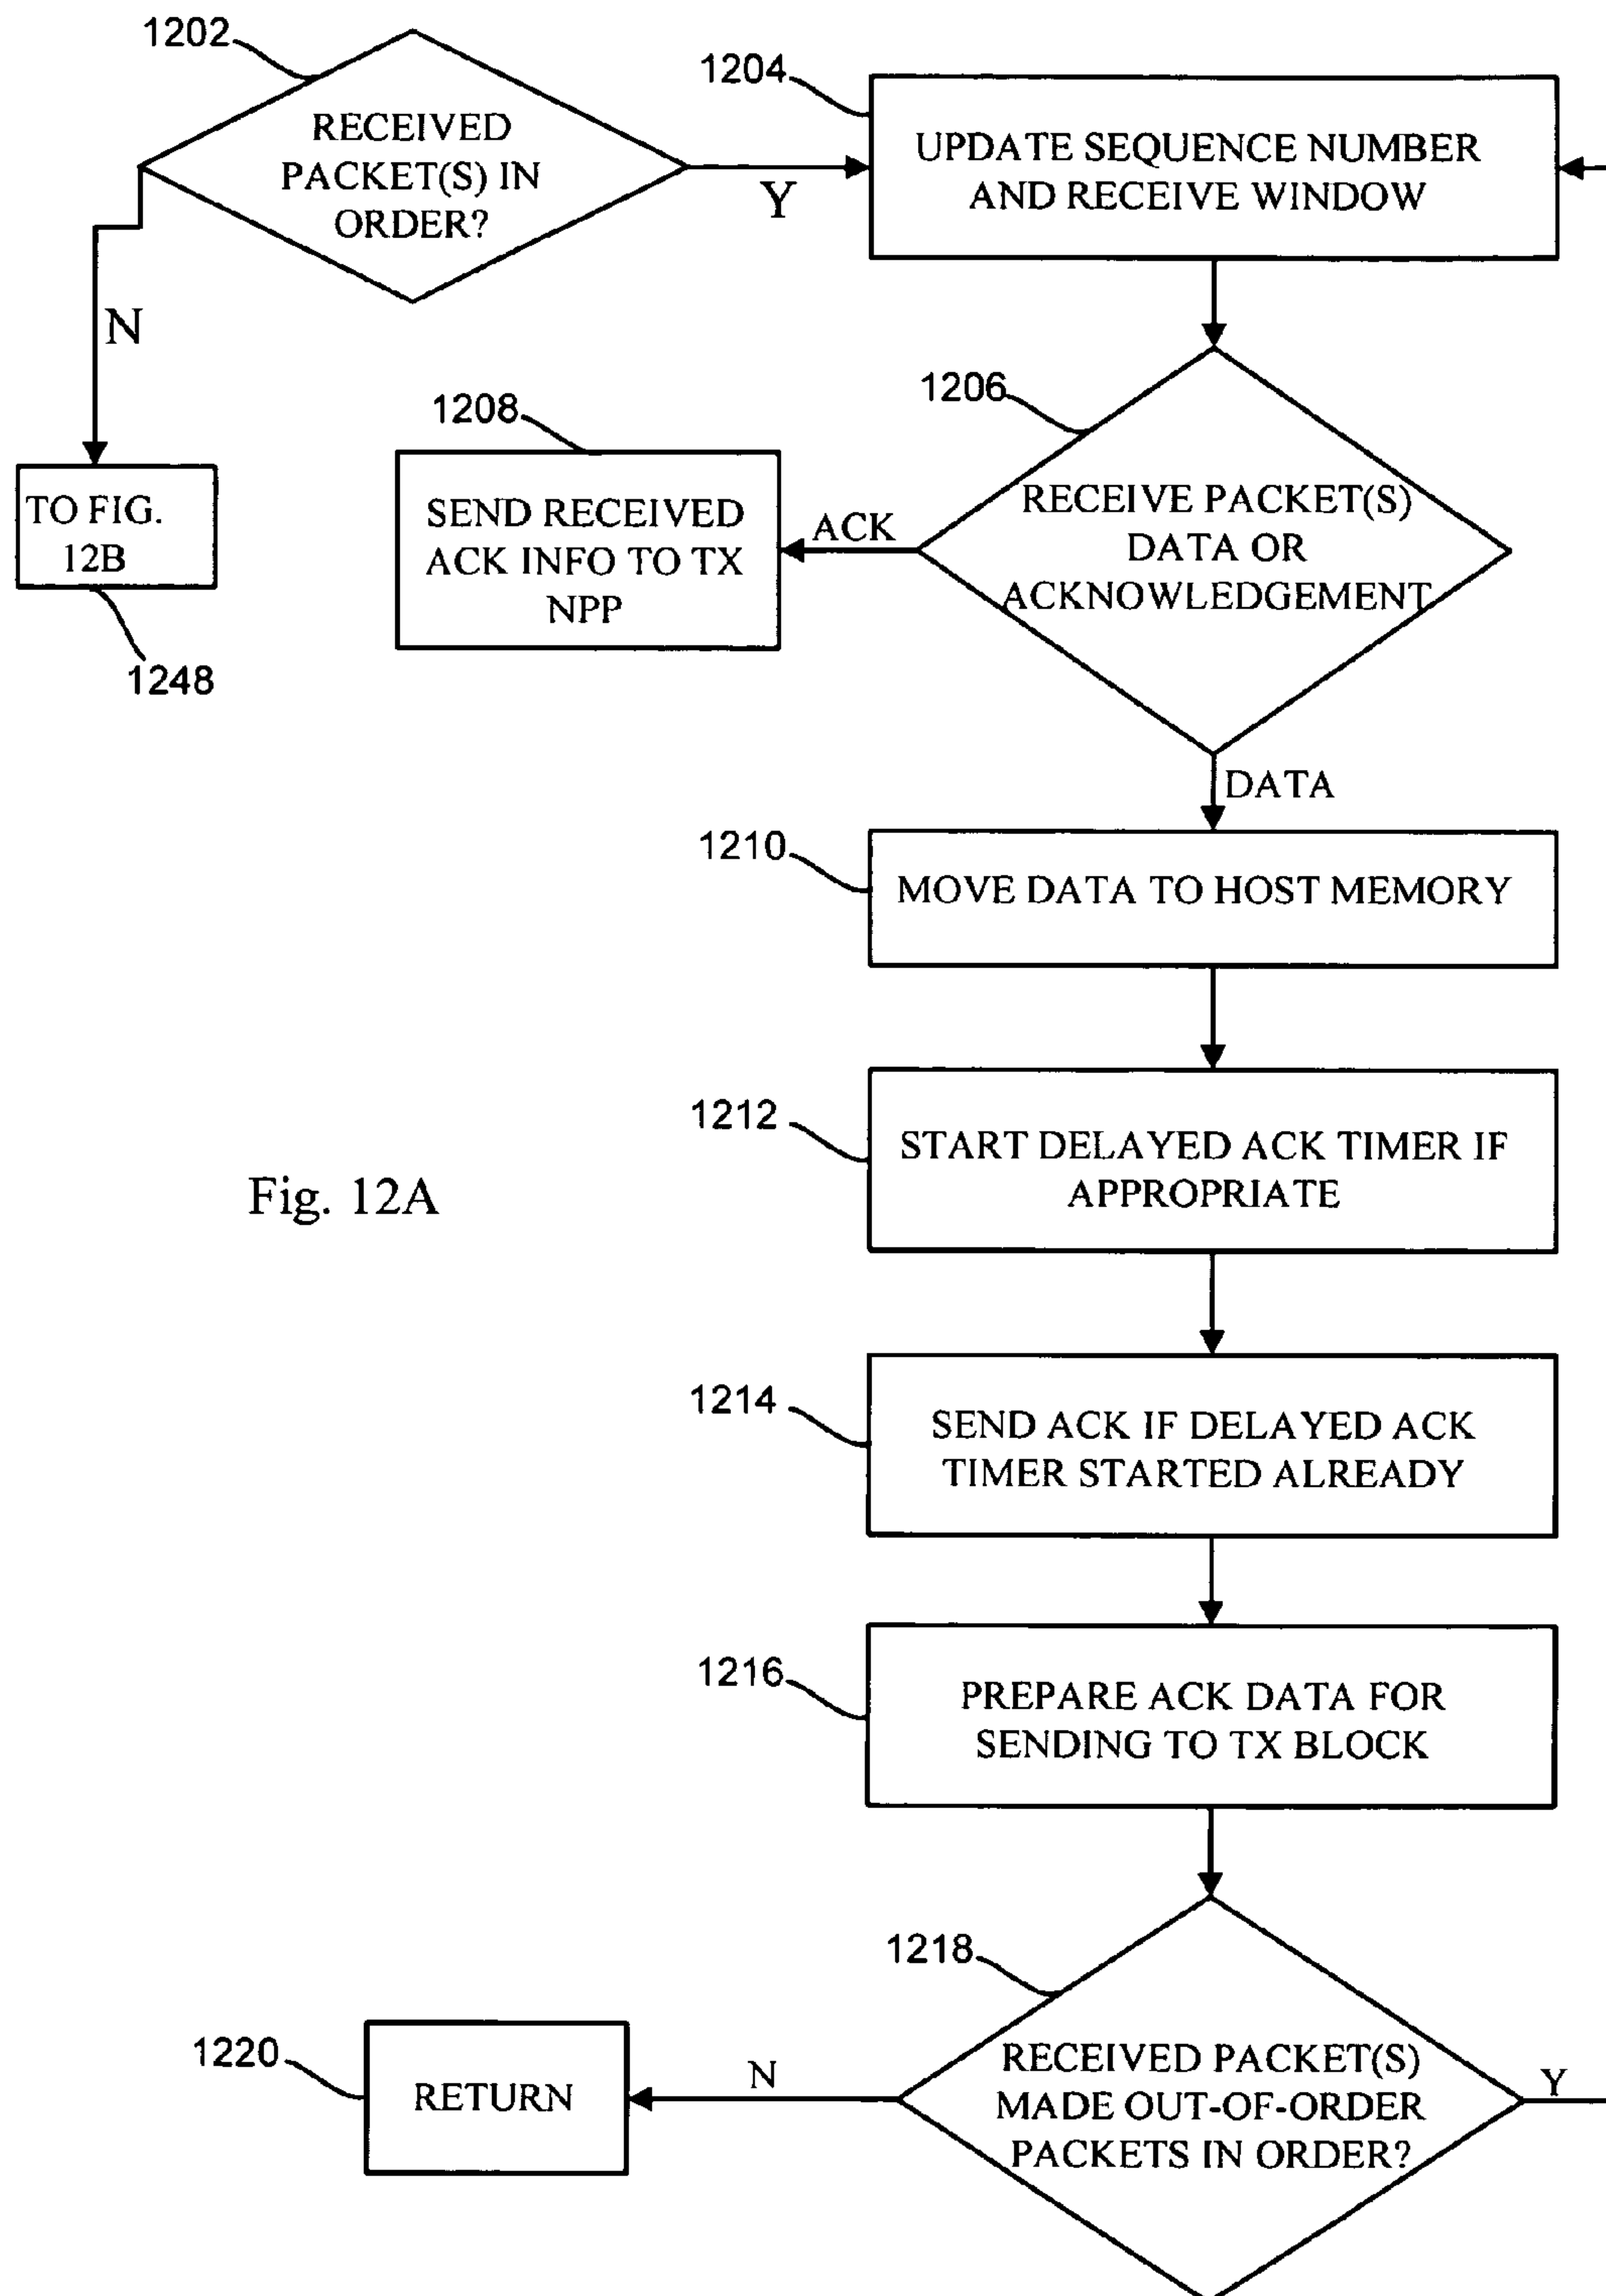 1202
RECEIVED
PACKET(S) IN
ORDER?
Y
N
1204
UPDATE SEQUENCE NUMBER
AND RECEIVE WINDOW
1206
RECEIVE PACKET(S)
DATA OR
ACKNOWLEDGEMENT
ACK
1208
SEND RECEIVED
ACK INFO TO TX
NPP
TO FIG.
12B
1248
DATA
1210
MOVE DATA TO HOST MEMORY
1212
START DELAYED ACK TIMER IF
APPROPRIATE
Fig. 12A
1214
SEND ACK IF DELAYED ACK
TIMER STARTED ALREADY
1216
PREPARE ACK DATA FOR
SENDING TO TX BLOCK
1218
RECEIVED PACKET(S)
MADE OUT-OF-ORDER
PACKETS IN ORDER?
Y
N
1220
RETURN